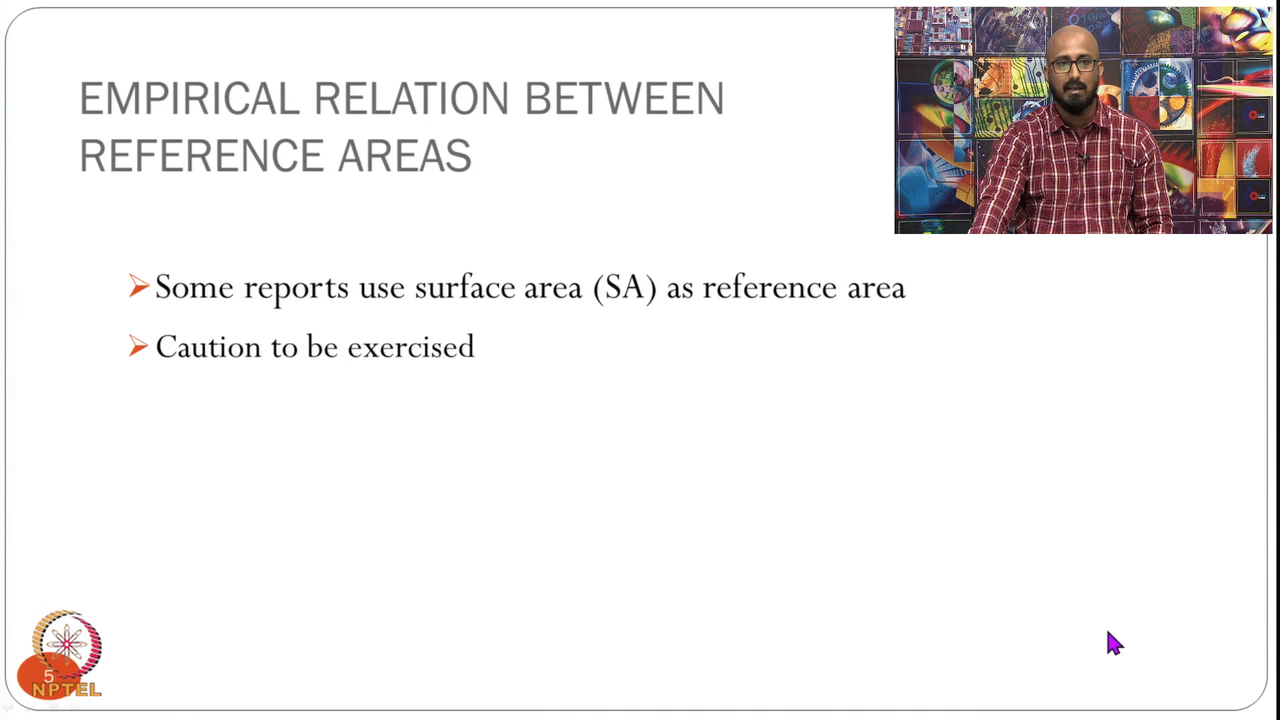 EMPIRICAL RELATION BETWEEN
REFERENCE AREAS
Some reports use surface area (SA) as reference area
Caution to be exercised
5
NPTEL